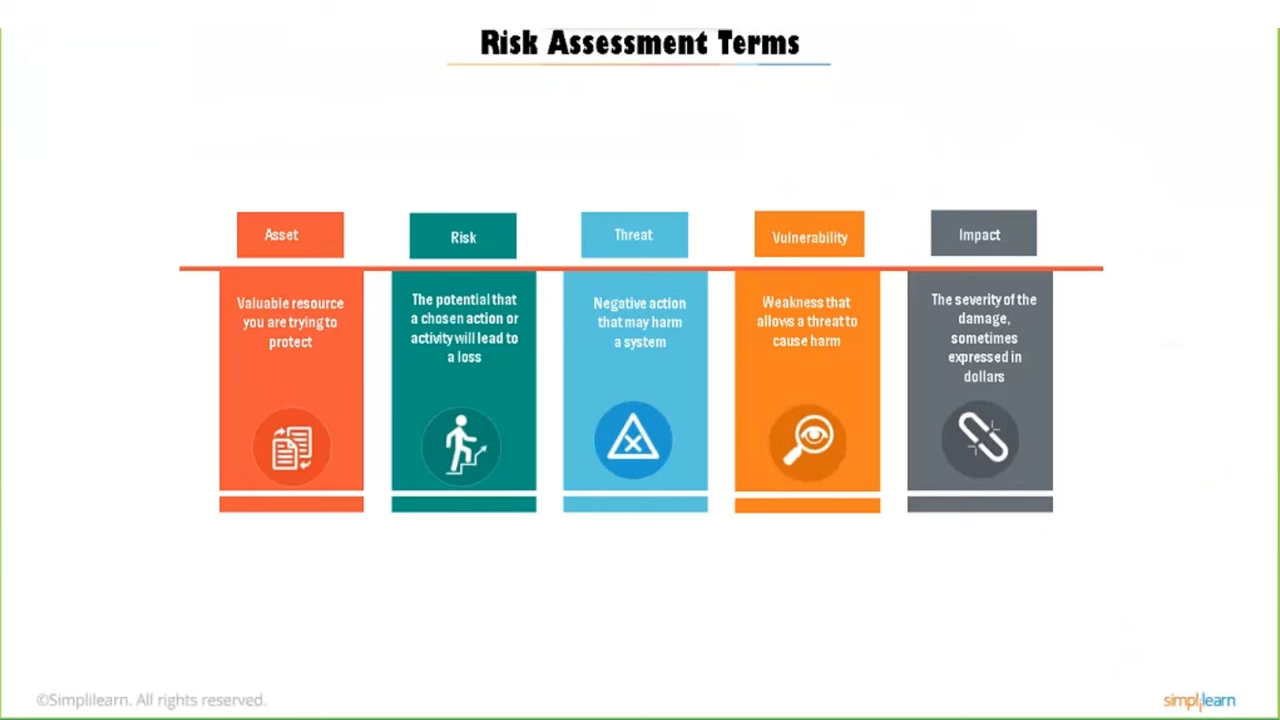 Risk Assessment Terms
Asset
Valuable resource
you are trying to
protect
Risk
The potential that
a chosen action or
activity will lead to
a loss
Threat
Negative action
that may harm
a system
Vulnerability
Weakness that
allows a threat to
cause harm
Impact
The severity of the
damage,
sometimes
expressed in
dollars
©Simplilearn. All rights reserved.
simplilearn